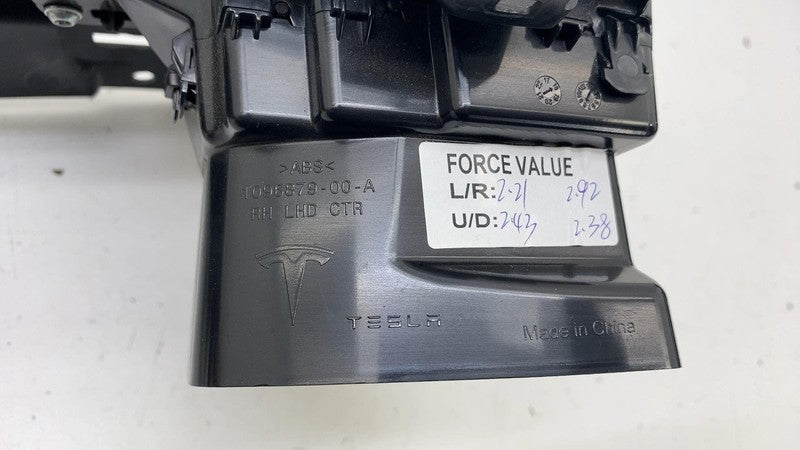 >ABS<
1096879-00-A
RH LHD CTR
FORCE VALUE
L/R: 2.21 2.92
U/D: 2.43 2.38
TESLA
Made in China